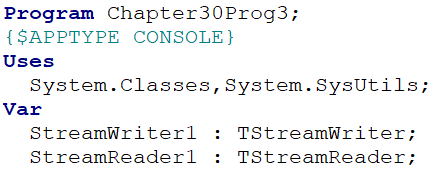 Program Chapter30Prog3;
{$APPTYPE CONSOLE}
Uses
  System.Classes,System.SysUtils;
Var
  StreamWriter1 : TStreamWriter;
  StreamReader1 : TStreamReader;